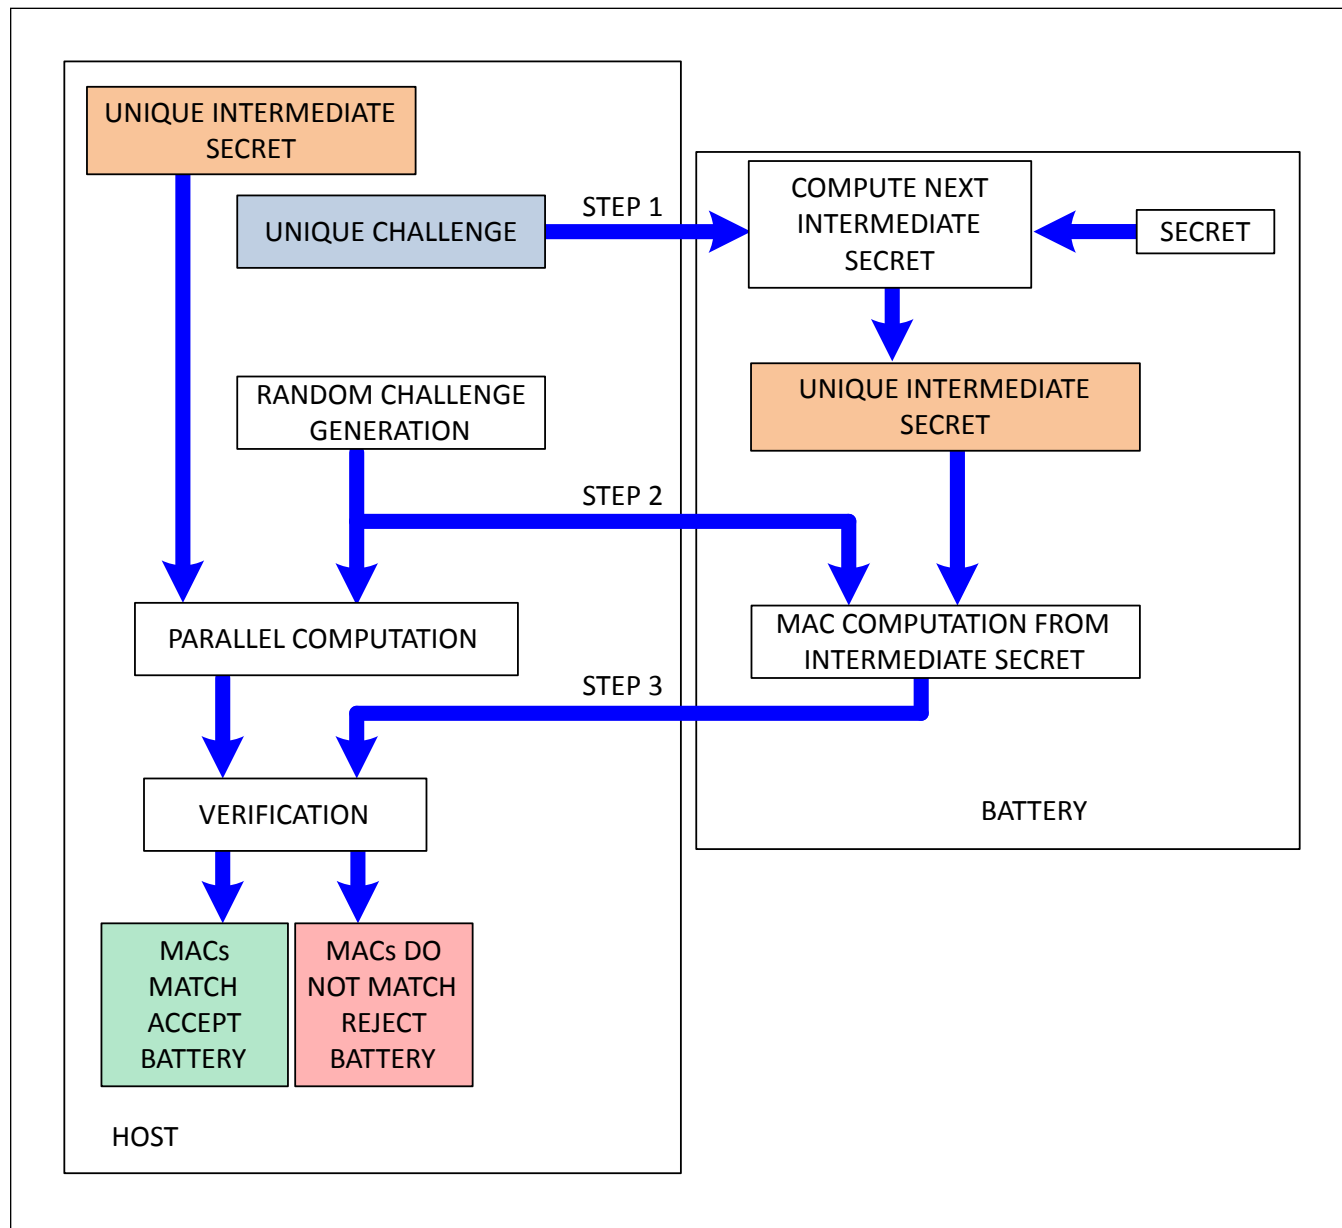 UNIQUE INTERMEDIATE
SECRET
UNIQUE CHALLENGE
STEP 1
COMPUTE NEXT
INTERMEDIATE
SECRET
SECRET
RANDOM CHALLENGE
GENERATION
UNIQUE INTERMEDIATE
SECRET
STEP 2
PARALLEL COMPUTATION
MAC COMPUTATION FROM
INTERMEDIATE SECRET
STEP 3
VERIFICATION
BATTERY
MACs
MATCH
ACCEPT
BATTERY
MACs DO
NOT MATCH
REJECT
BATTERY
HOST